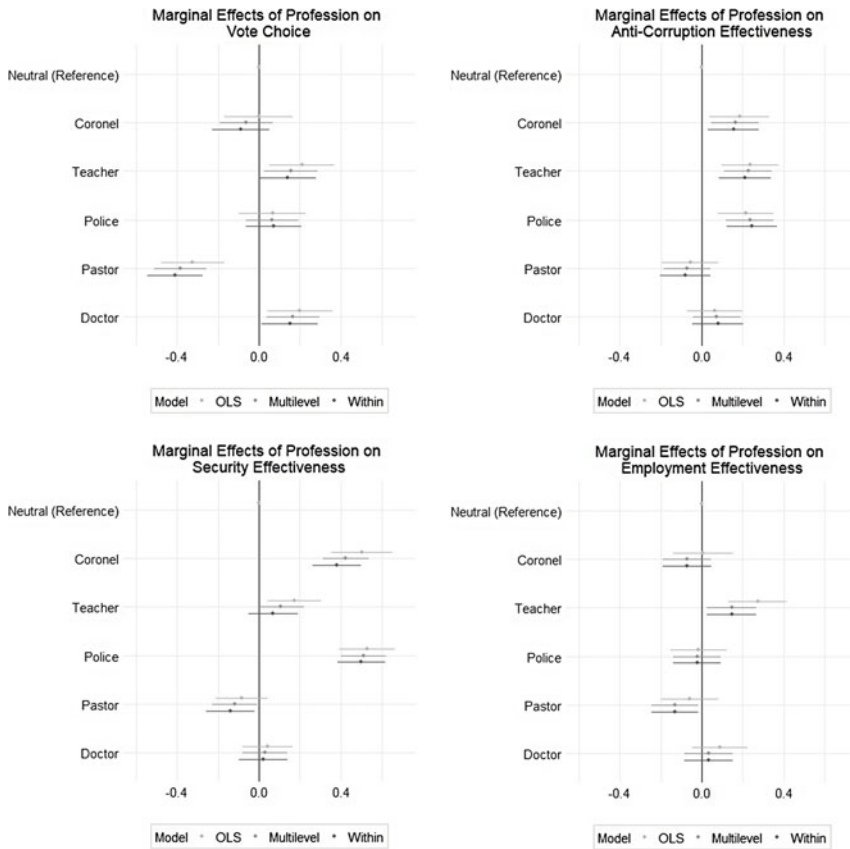 Marginal Effects of Profession on
Vote Choice
Neutral (Reference)
Coronel
Teacher
Police
Pastor
Doctor
-0.4 0.0 0.4
Model OLS Multilevel Within
Marginal Effects of Profession on
Anti-Corruption Effectiveness
Neutral (Reference)
Coronel
Teacher
Police
Pastor
Doctor
-0.4 0.0 0.4
Model OLS Multilevel Within
Marginal Effects of Profession on
Security Effectiveness
Neutral (Reference)
Coronel
Teacher
Police
Pastor
Doctor
-0.4 0.0 0.4
Model OLS Multilevel Within
Marginal Effects of Profession on
Employment Effectiveness
Neutral (Reference)
Coronel
Teacher
Police
Pastor
Doctor
-0.4 0.0 0.4
Model OLS Multilevel Within